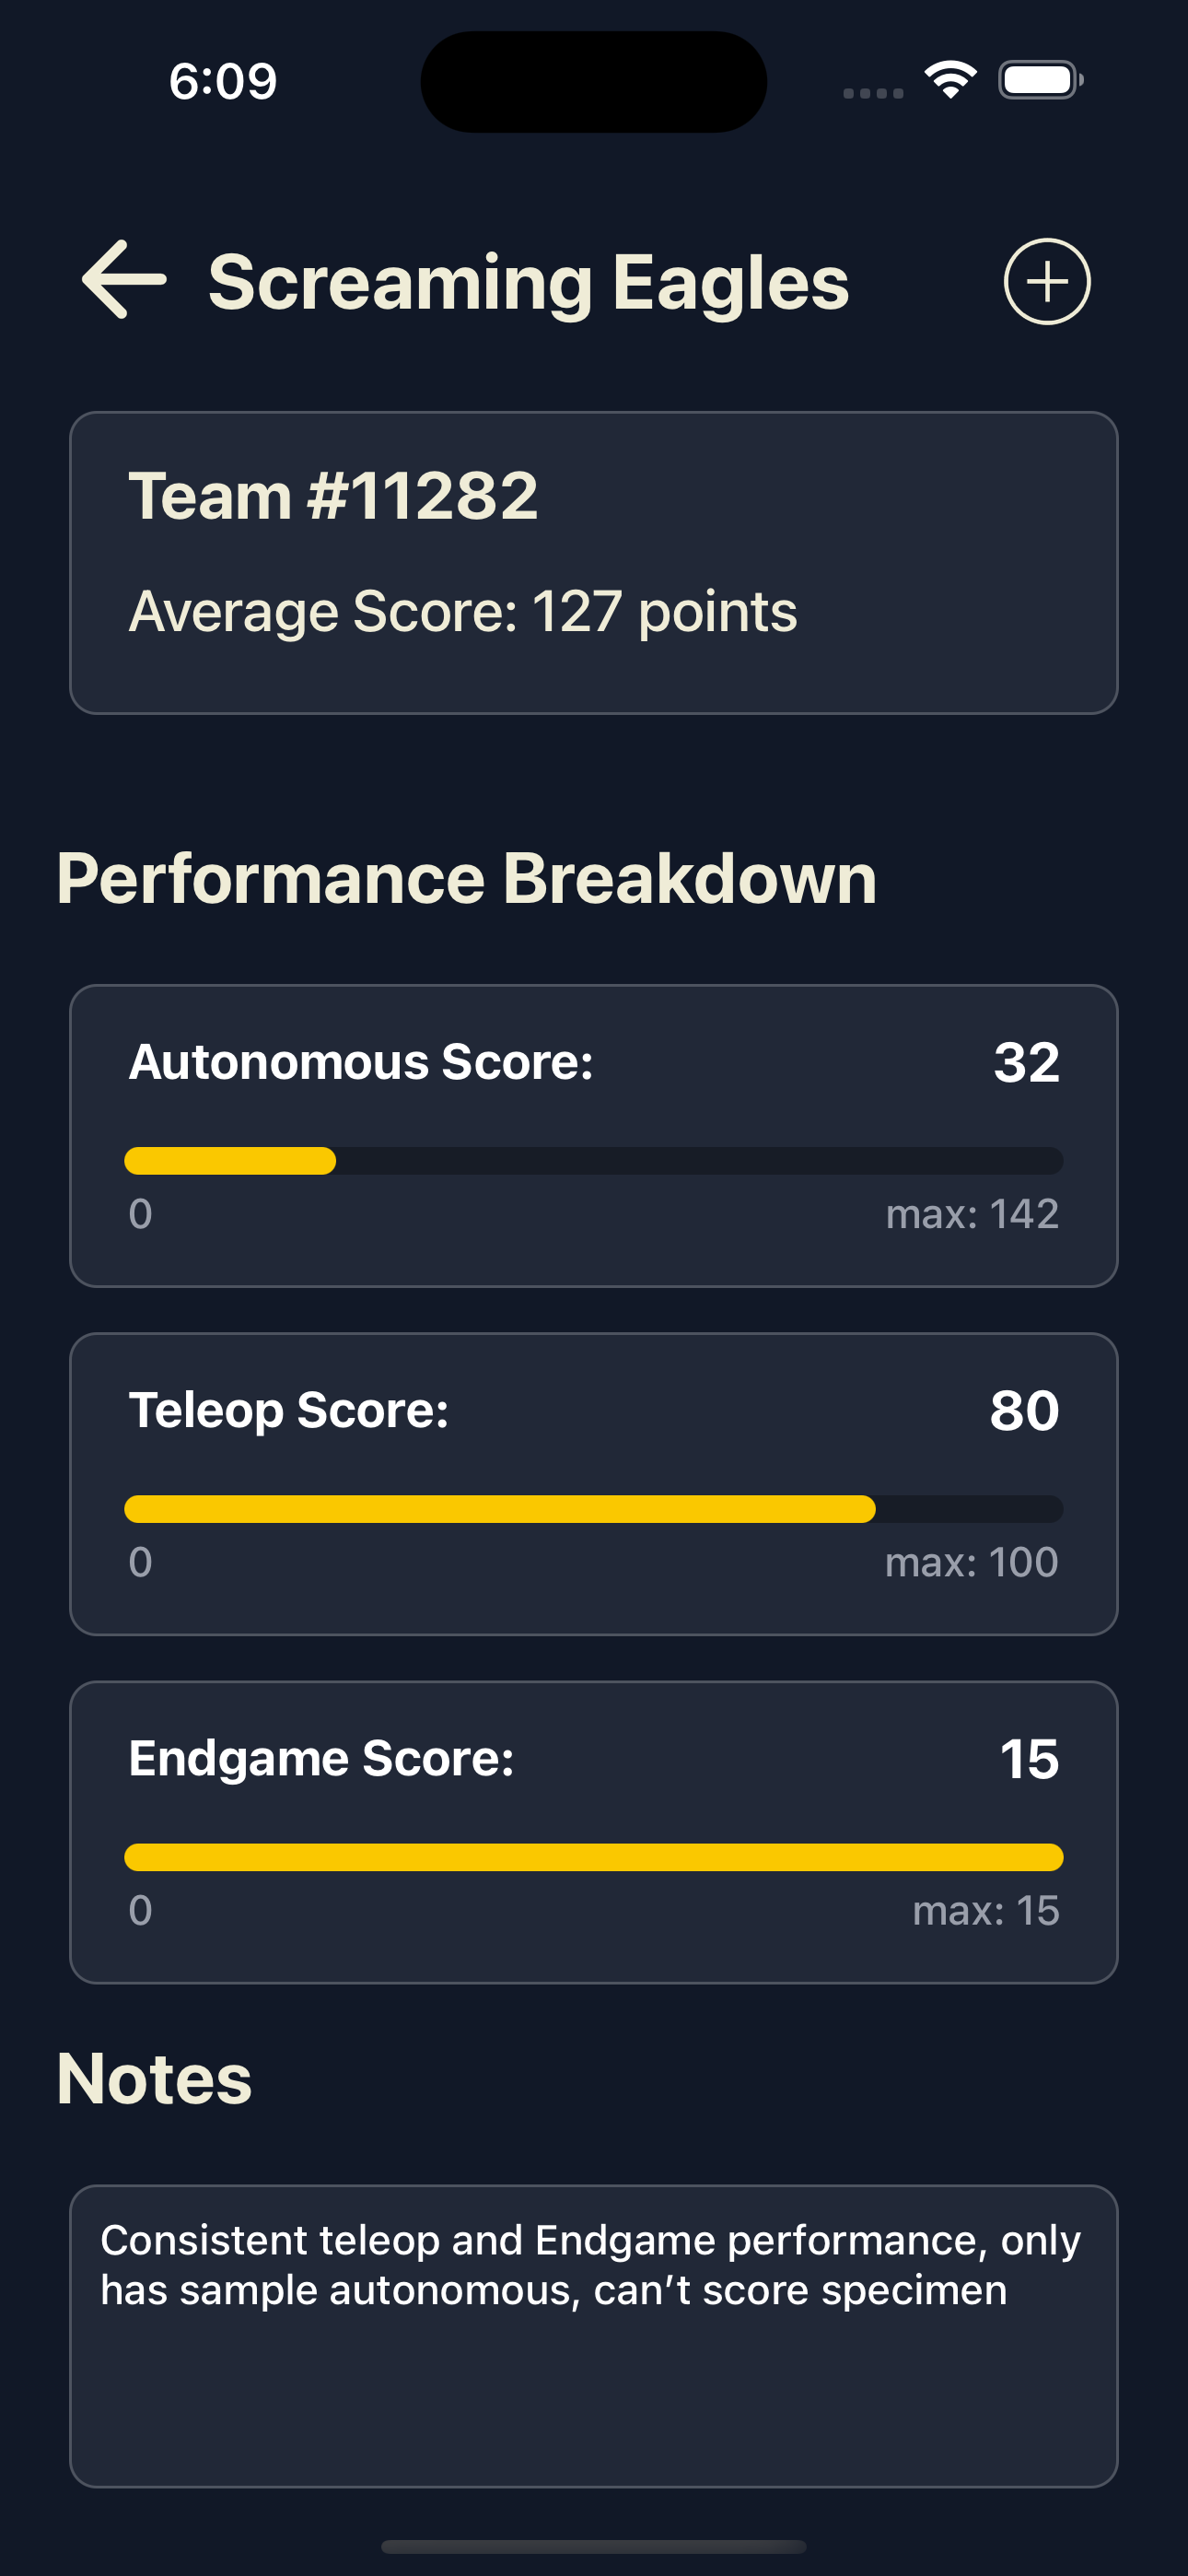 6:09
Screaming Eagles
Team #11282
Average Score: 127 points
Performance Breakdown
Autonomous Score: 32
0 max: 142
Teleop Score: 80
0 max: 100
Endgame Score: 15
0 max: 15
Notes
Consistent teleop and Endgame performance, only
has sample autonomous, can’t score specimen